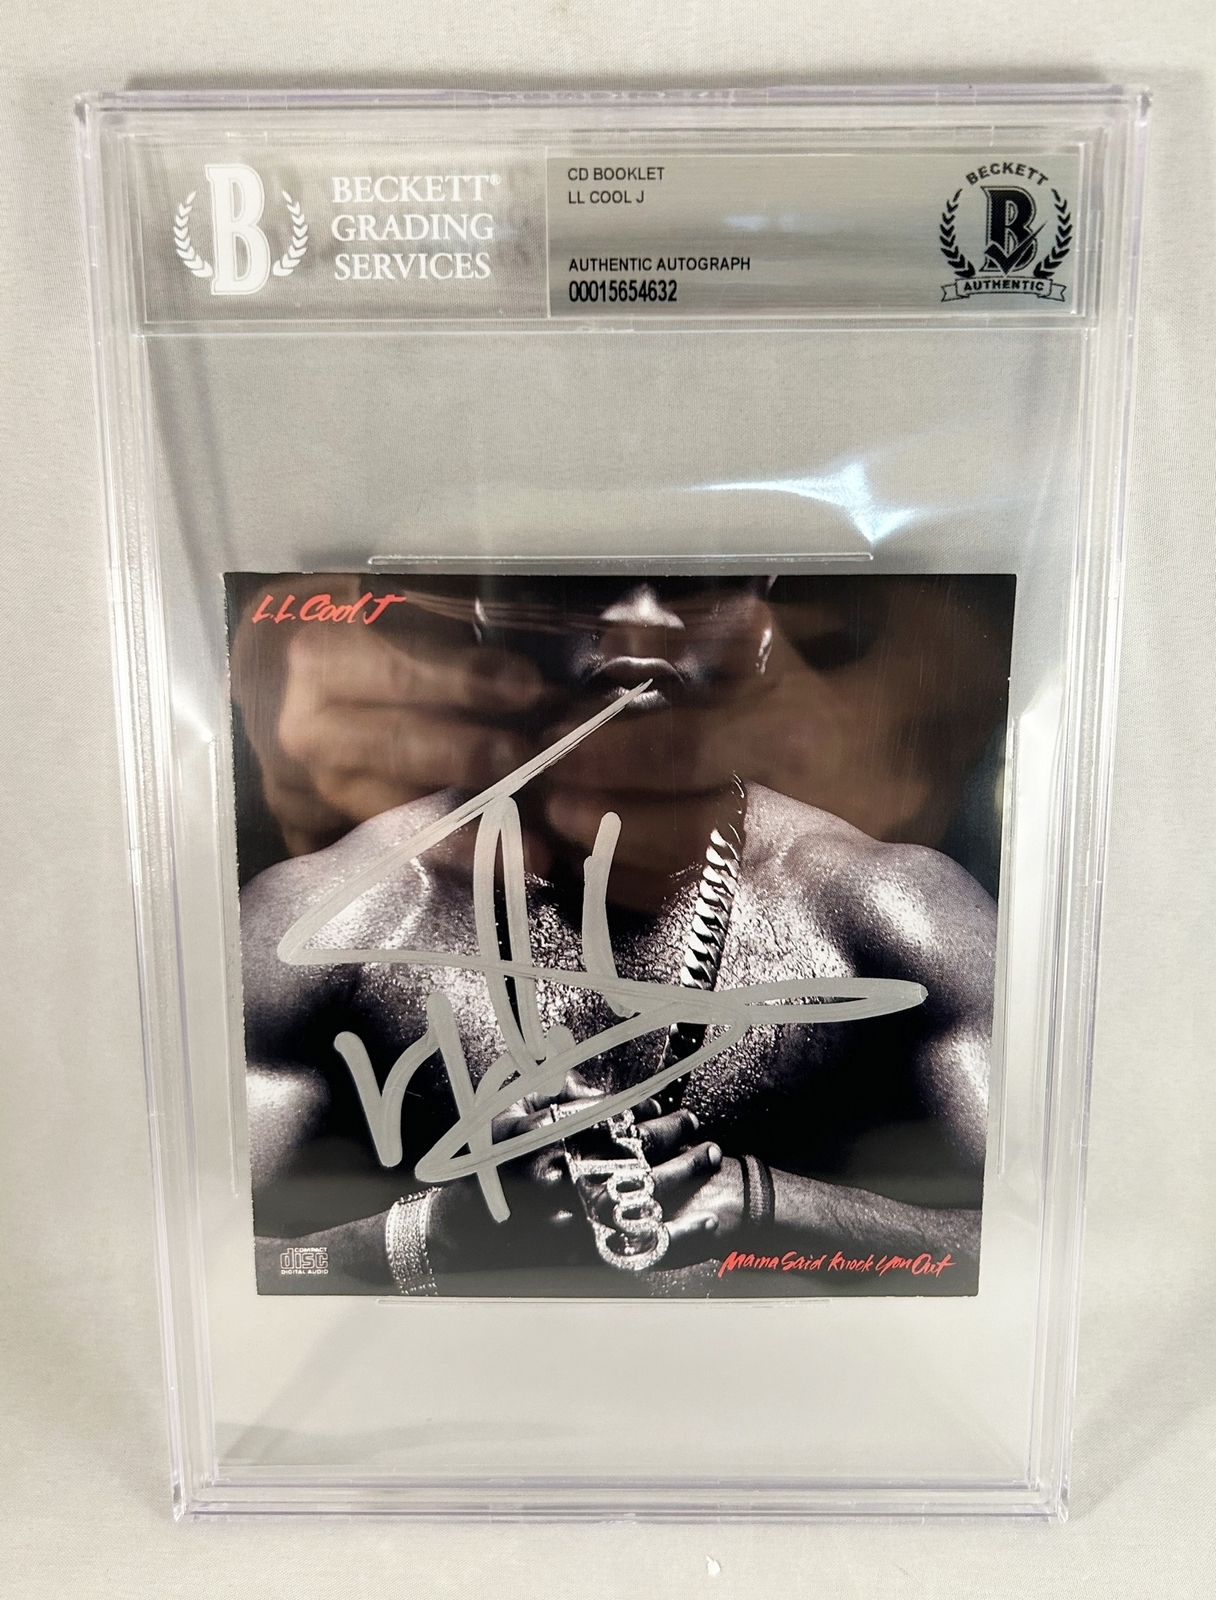 B
BECKETT®
GRADING
SERVICES
CD BOOKLET
LL COOL J
AUTHENTIC AUTOGRAPH
00015654632
BECKETT
B
AUTHENTIC
L.L. Cool J
COMPACT
disc
DIGITAL AUDIO
Mama Said Knock You Out